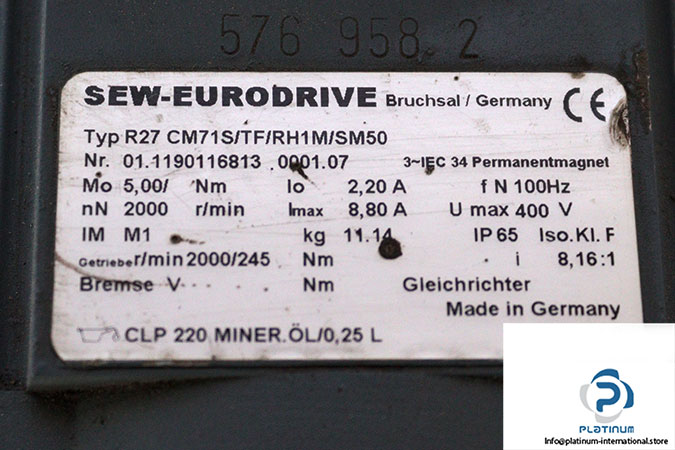 576 958 2
SEW-EURODRIVE Bruchsal / Germany CE
Typ R27 CM71S/TF/RH1M/SM50
Nr. 01.1190116813 .0001.07 3~IEC 34 Permanentmagnet
Mo 5,00/ Nm Io 2,20 A f N 100Hz
nN 2000 r/min Imax 8,80 A U max 400 V
IM M1 kg 11.14 IP 65 Iso.Kl. F
Getriebe r/min 2000/245 Nm i 8,16:1
Bremse V Nm Gleichrichter
Made in Germany
CLP 220 MINER.ÖL/0,25 L
P
PLATINUM
Info@platinum-international.store